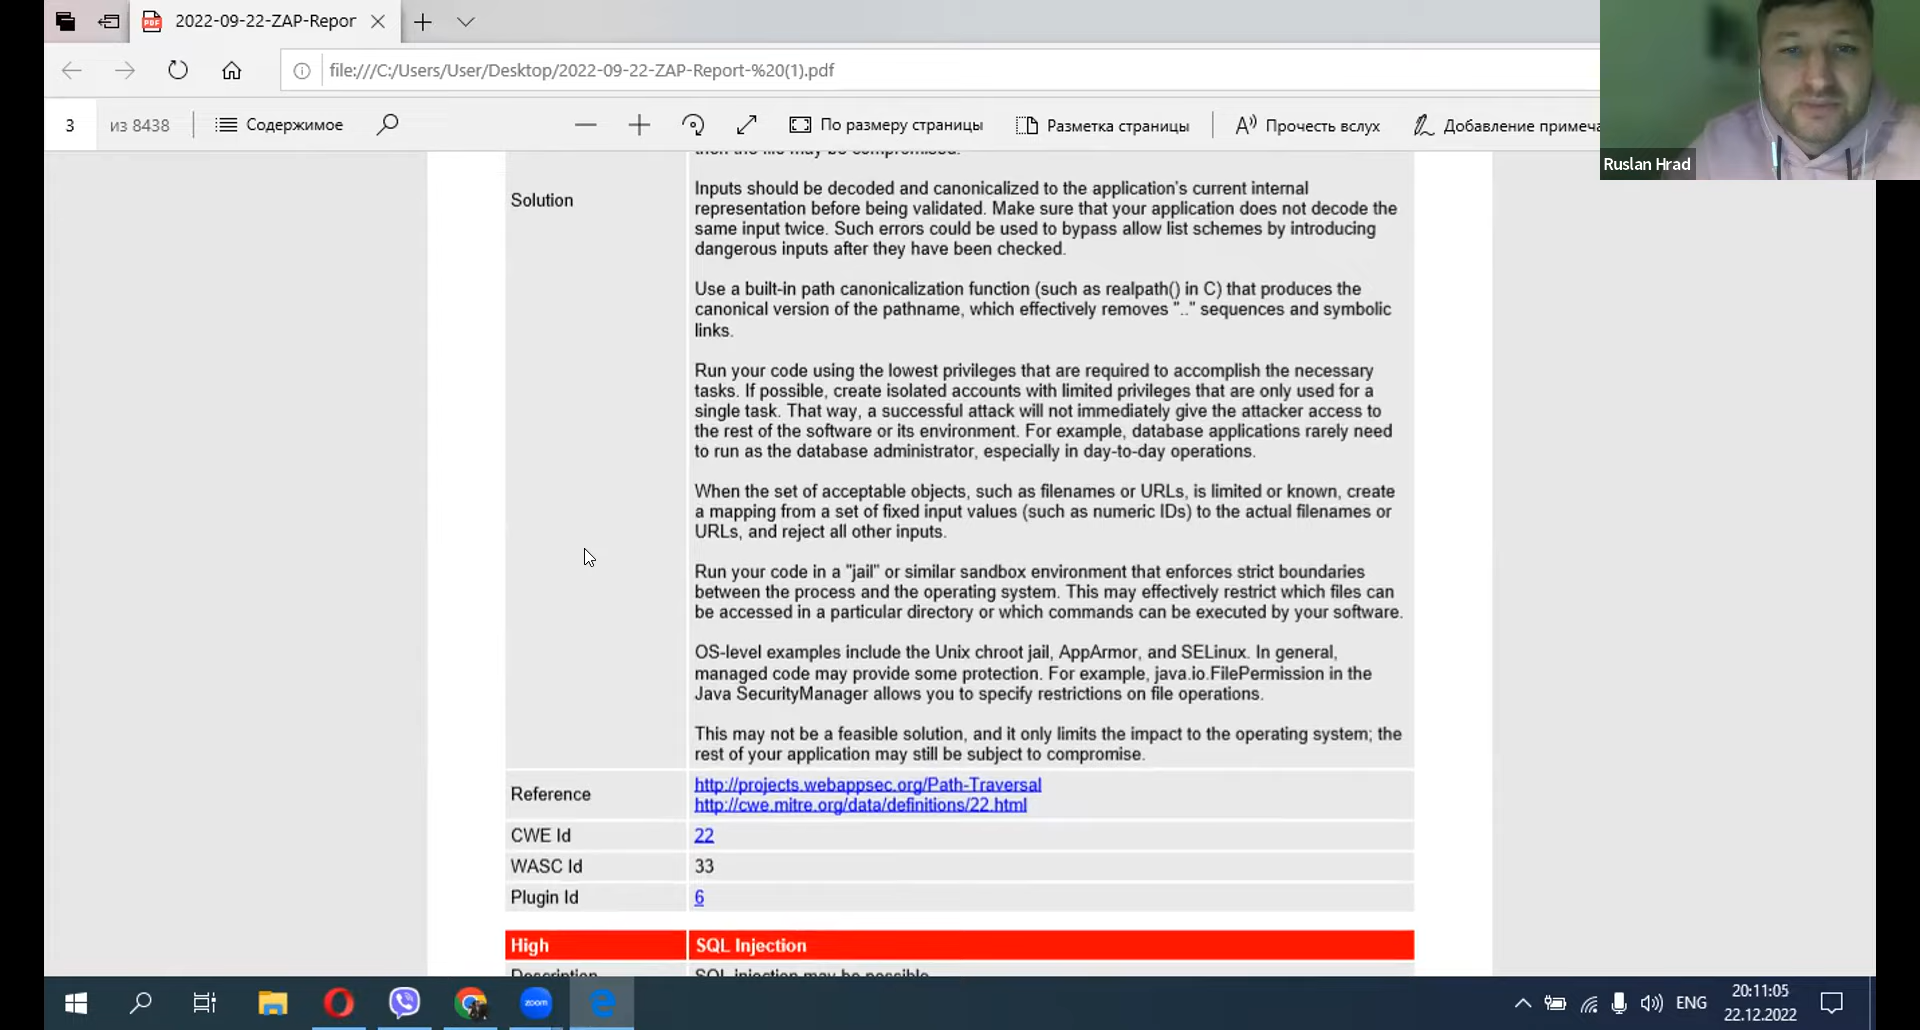 2022-09-22-ZAP-Repor
file:///C:/Users/User/Desktop/2022-09-22-ZAP-Report-%20(1).pdf
3 из 8438 Содержимое По размеру страницы Разметка страницы Прочесть вслух Добавление примеча
Ruslan Hrad
then the file may be compromised.
Solution
Inputs should be decoded and canonicalized to the application's current internal
representation before being validated. Make sure that your application does not decode the
same input twice. Such errors could be used to bypass allow list schemes by introducing
dangerous inputs after they have been checked.
Use a built-in path canonicalization function (such as realpath() in C) that produces the
canonical version of the pathname, which effectively removes ".." sequences and symbolic
links.
Run your code using the lowest privileges that are required to accomplish the necessary
tasks. If possible, create isolated accounts with limited privileges that are only used for a
single task. That way, a successful attack will not immediately give the attacker access to
the rest of the software or its environment. For example, database applications rarely need
to run as the database administrator, especially in day-to-day operations.
When the set of acceptable objects, such as filenames or URLs, is limited or known, create
a mapping from a set of fixed input values (such as numeric IDs) to the actual filenames or
URLs, and reject all other inputs.
Run your code in a "jail" or similar sandbox environment that enforces strict boundaries
between the process and the operating system. This may effectively restrict which files can
be accessed in a particular directory or which commands can be executed by your software.
OS-level examples include the Unix chroot jail, AppArmor, and SELinux. In general,
managed code may provide some protection. For example, java.io.FilePermission in the
Java SecurityManager allows you to specify restrictions on file operations.
This may not be a feasible solution, and it only limits the impact to the operating system; the
rest of your application may still be subject to compromise.
Reference
http://projects.webappsec.org/Path-Traversal
http://cwe.mitre.org/data/definitions/22.html
CWE Id 22
WASC Id 33
Plugin Id 6
High SQL Injection
Description SQL injection may be possible.
zoom
ENG
20:11:05
22.12.2022